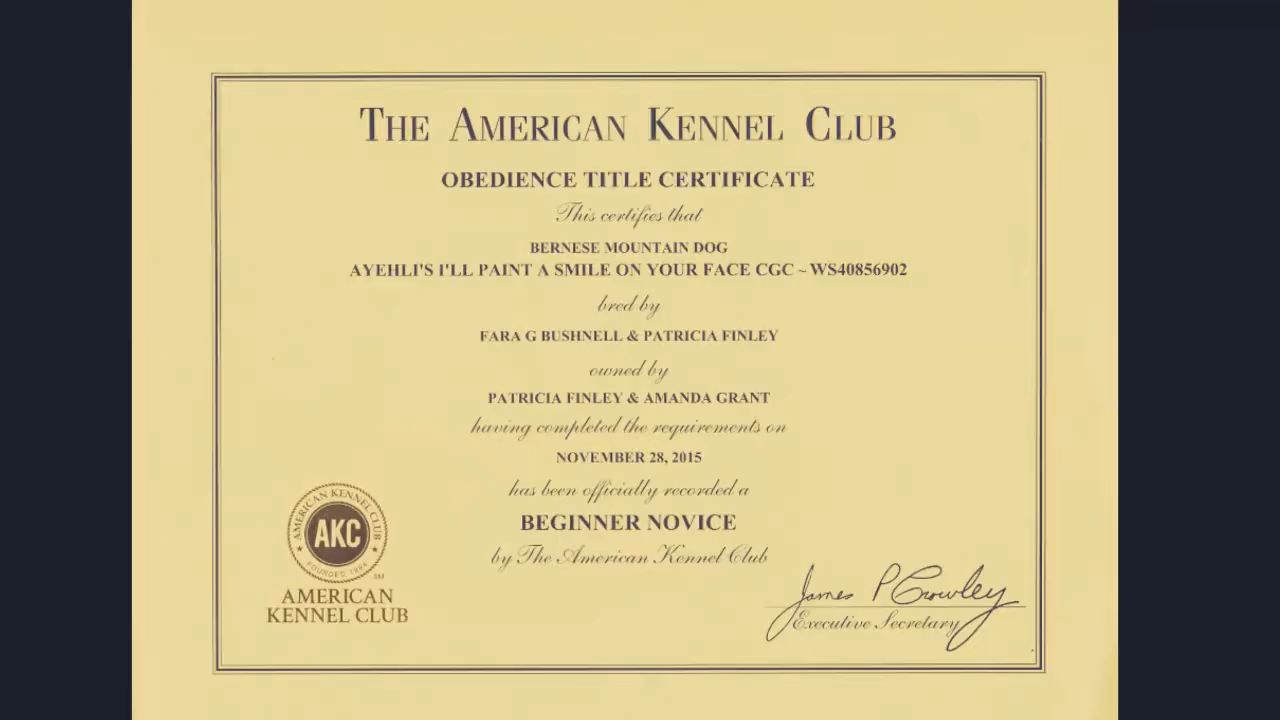 THE AMERICAN KENNEL CLUB
OBEDIENCE TITLE CERTIFICATE
This certifies that
BERNESE MOUNTAIN DOG
AYEHLI'S I'LL PAINT A SMILE ON YOUR FACE CGC ~ WS40856902
bred by
FARA G BUSHNELL & PATRICIA FINLEY
owned by
PATRICIA FINLEY & AMANDA GRANT
having completed the requirements on
NOVEMBER 28, 2015
has been officially recorded a
BEGINNER NOVICE
by The American Kennel Club
AMERICAN KENNEL CLUB
AKC
FOUNDED 1884
SM
AMERICAN
KENNEL CLUB
James P Crowley
Executive Secretary